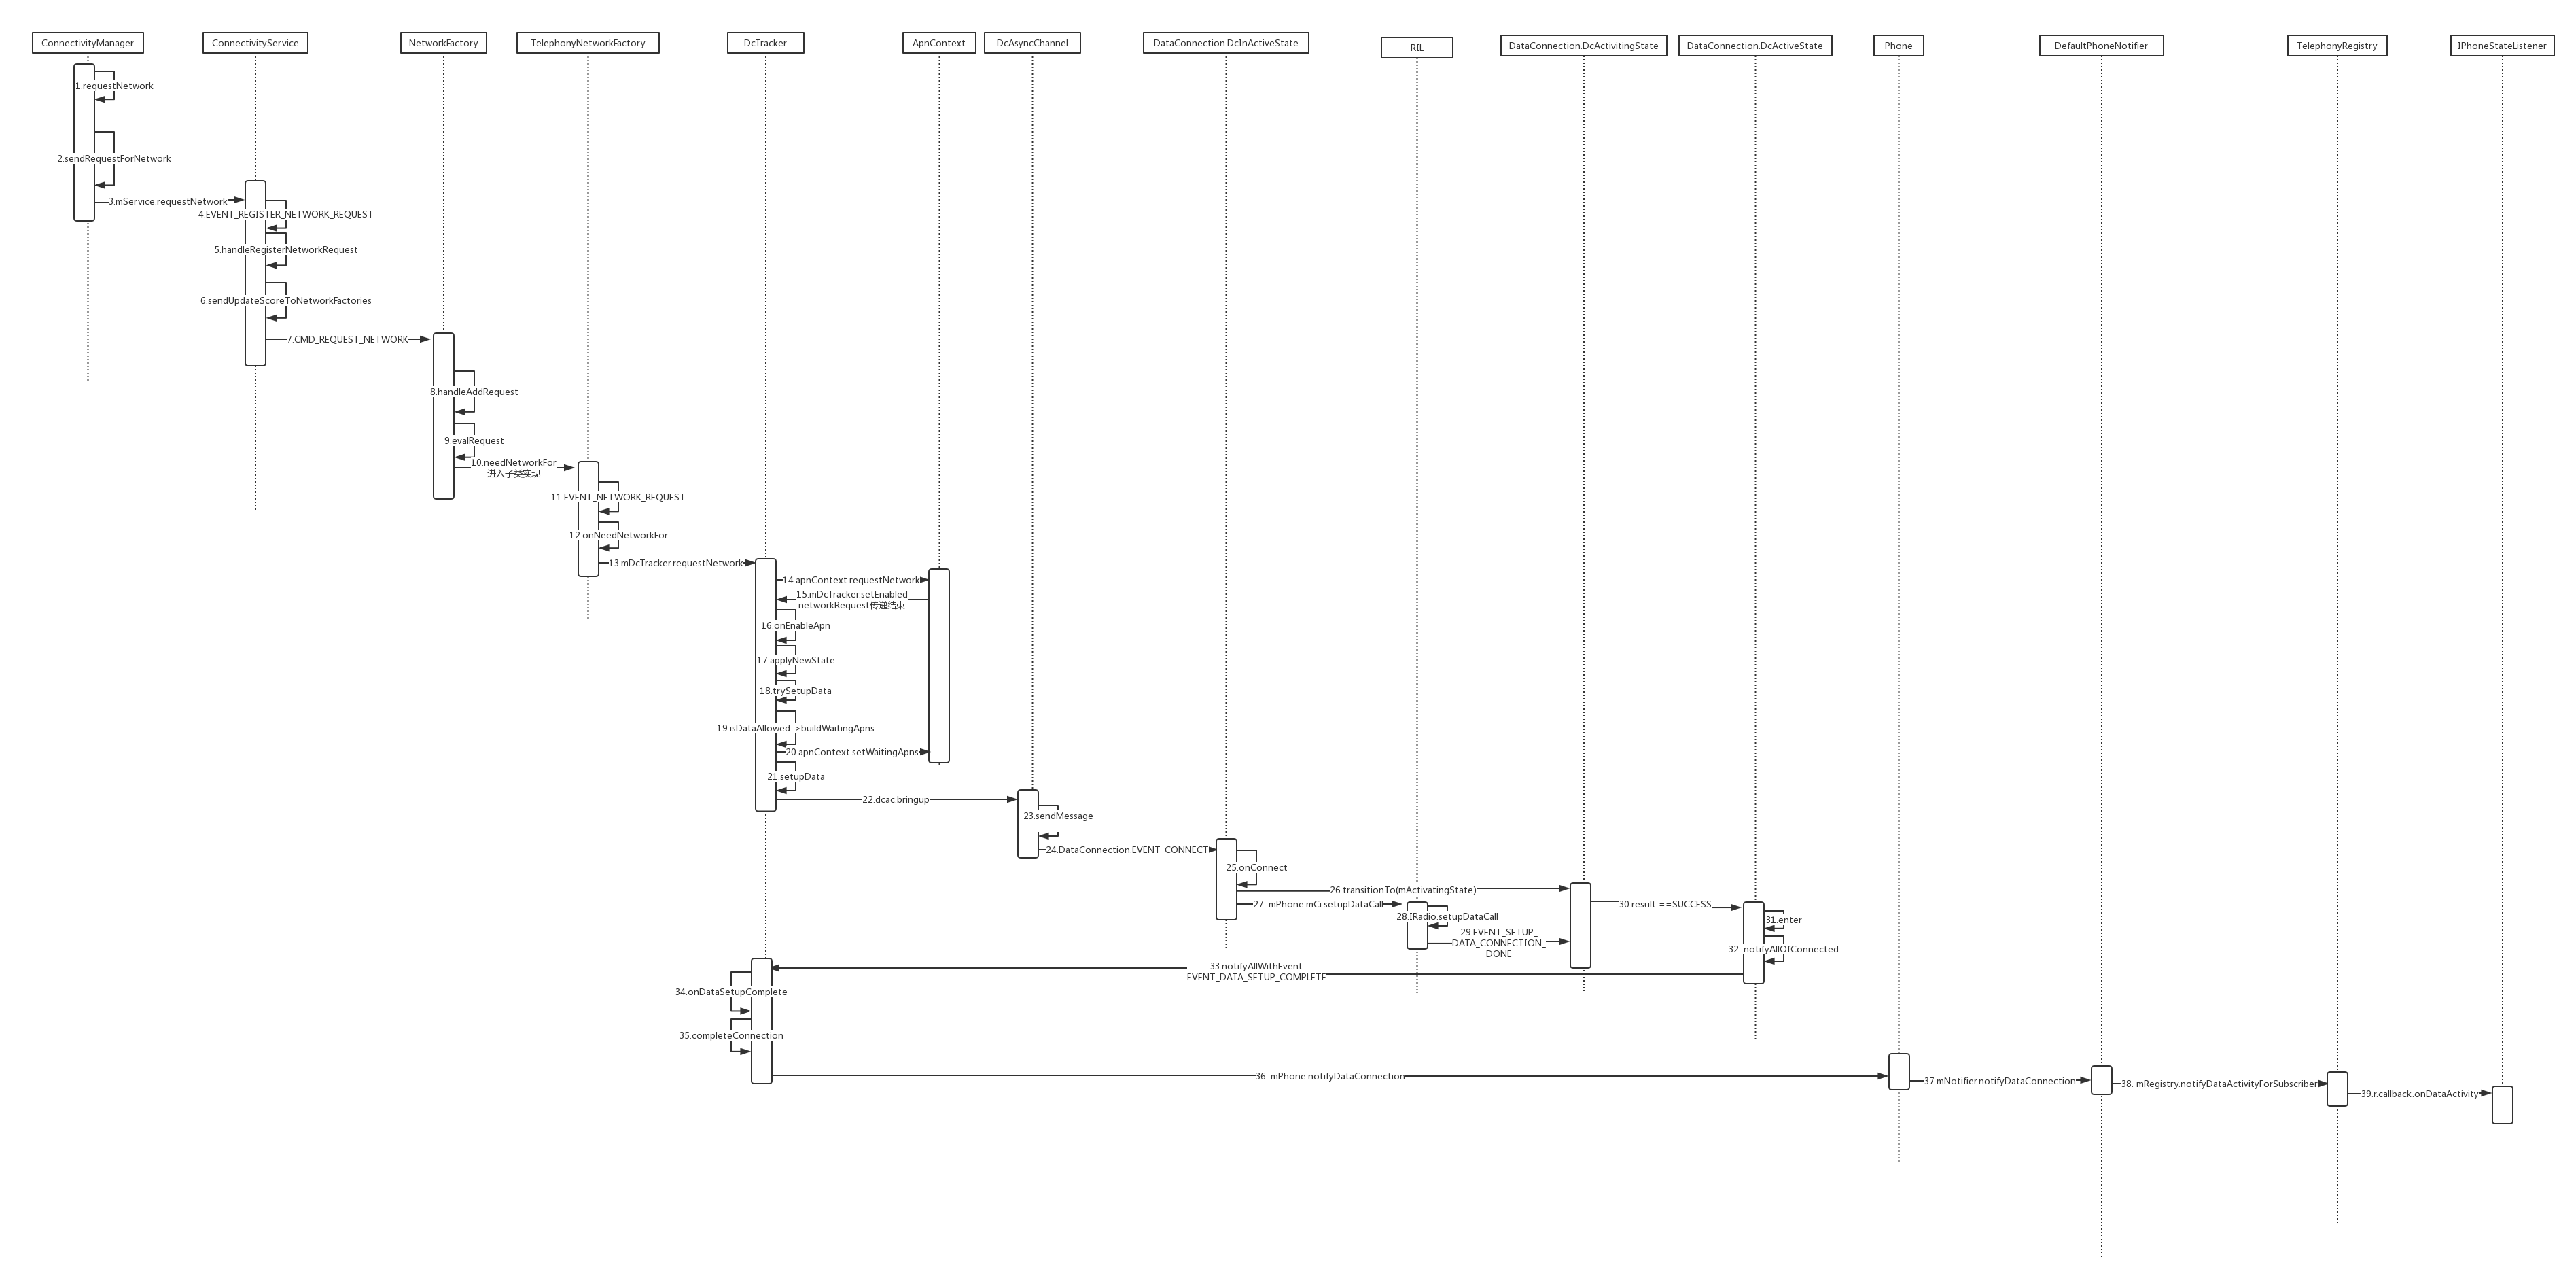 ConnectivityManager
ConnectivityService
NetworkFactory
TelephonyNetworkFactory
DcTracker
ApnContext
DcAsyncChannel
DataConnection.DcInActiveState
RIL
DataConnection.DcActivitingState
DataConnection.DcActiveState
Phone
DefaultPhoneNotifier
TelephonyRegistry
IPhoneStateListener
1.requestNetwork
2.sendRequestForNetwork
3.mService.requestNetwork
4.EVENT_REGISTER_NETWORK_REQUEST
5.handleRegisterNetworkRequest
6.sendUpdateScoreToNetworkFactories
7.CMD_REQUEST_NETWORK
8.handleAddRequest
9.evalRequest
10.needNetworkFor
进入子类实现
11.EVENT_NETWORK_REQUEST
12.onNeedNetworkFor
13.mDcTracker.requestNetwork
14.apnContext.requestNetwork
15.mDcTracker.setEnabled
networkRequest传递结束
16.onEnableApn
17.applyNewState
18.trySetupData
19.isDataAllowed->buildWaitingApns
20.apnContext.setWaitingApns
21.setupData
22.dcac.bringup
23.sendMessage
24.DataConnection.EVENT_CONNECT
25.onConnect
26.transitionTo(mActivatingState)
27. mPhone.mCi.setupDataCall
28.IRadio.setupDataCall
29.EVENT_SETUP_
DATA_CONNECTION_
DONE
30.result ==SUCCESS
31.enter
32. notifyAllOfConnected
33.notifyAllWithEvent
EVENT_DATA_SETUP_COMPLETE
34.onDataSetupComplete
35.completeConnection
36. mPhone.notifyDataConnection
37.mNotifier.notifyDataConnection
38. mRegistry.notifyDataActivityForSubscriber
39.r.callback.onDataActivity